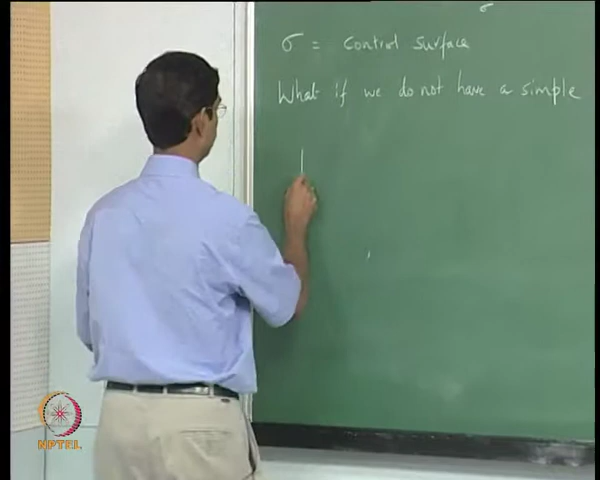 σ
σ = control surface
What if we do not have a simple
NPTEL